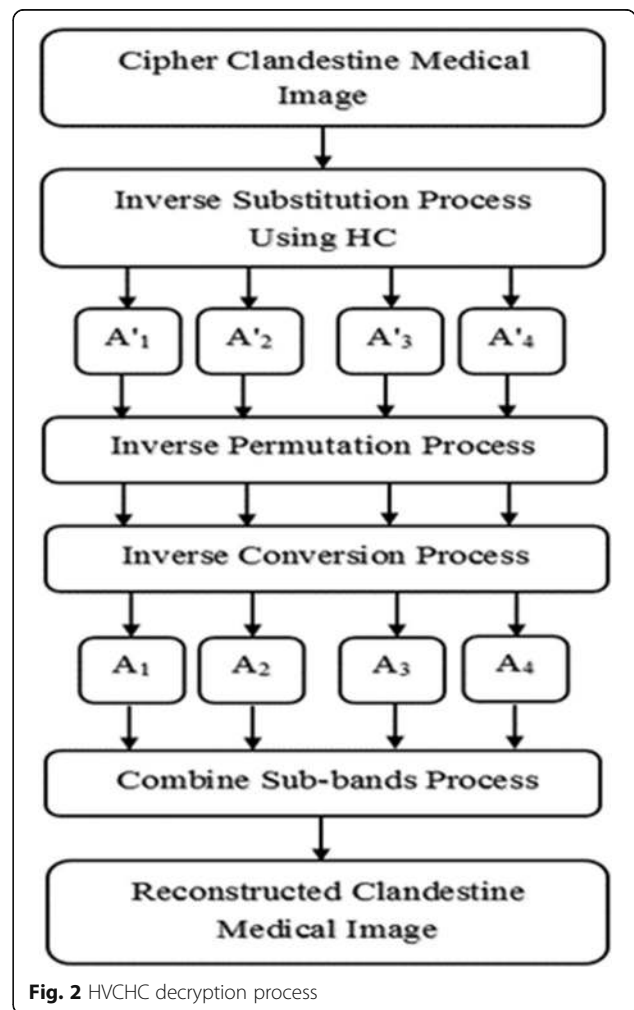 Cipher Clandestine Medical
Image
Inverse Substitution Process
Using HC
A'₁ A'₂ A'₃ A'₄
Inverse Permutation Process
Inverse Conversion Process
A₁ A₂ A₃ A₄
Combine Sub-bands Process
Reconstructed Clandestine
Medical Image
Fig. 2 HVCHC decryption process